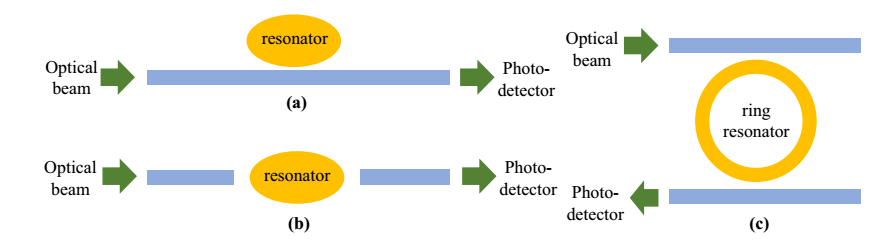 resonator
Optical
beam
Photo-
detector
(a)
Optical
beam
resonator
Photo-
detector
(b)
Optical
beam
ring
resonator
Photo-
detector
(c)